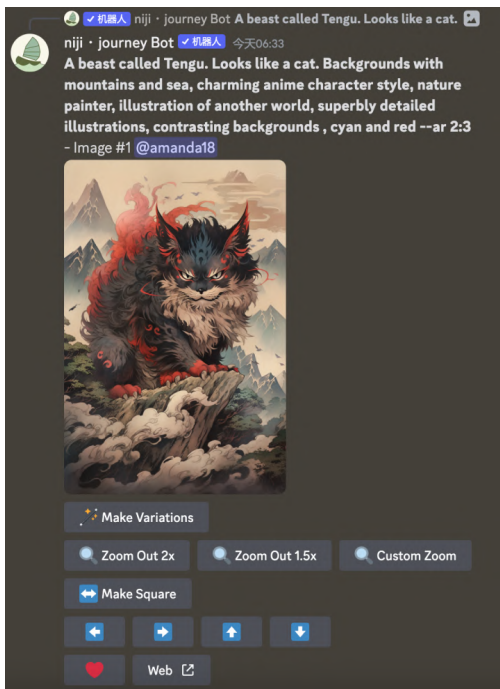 ✓机器人 niji・journey Bot A beast called Tengu. Looks like a cat.
niji・journey Bot ✓机器人 今天06:33
A beast called Tengu. Looks like a cat. Backgrounds with
mountains and sea, charming anime character style, nature
painter, illustration of another world, superbly detailed
illustrations, contrasting backgrounds , cyan and red --ar 2:3
- Image #1 @amanda18
Make Variations
Zoom Out 2x Zoom Out 1.5x Custom Zoom
Make Square
Web